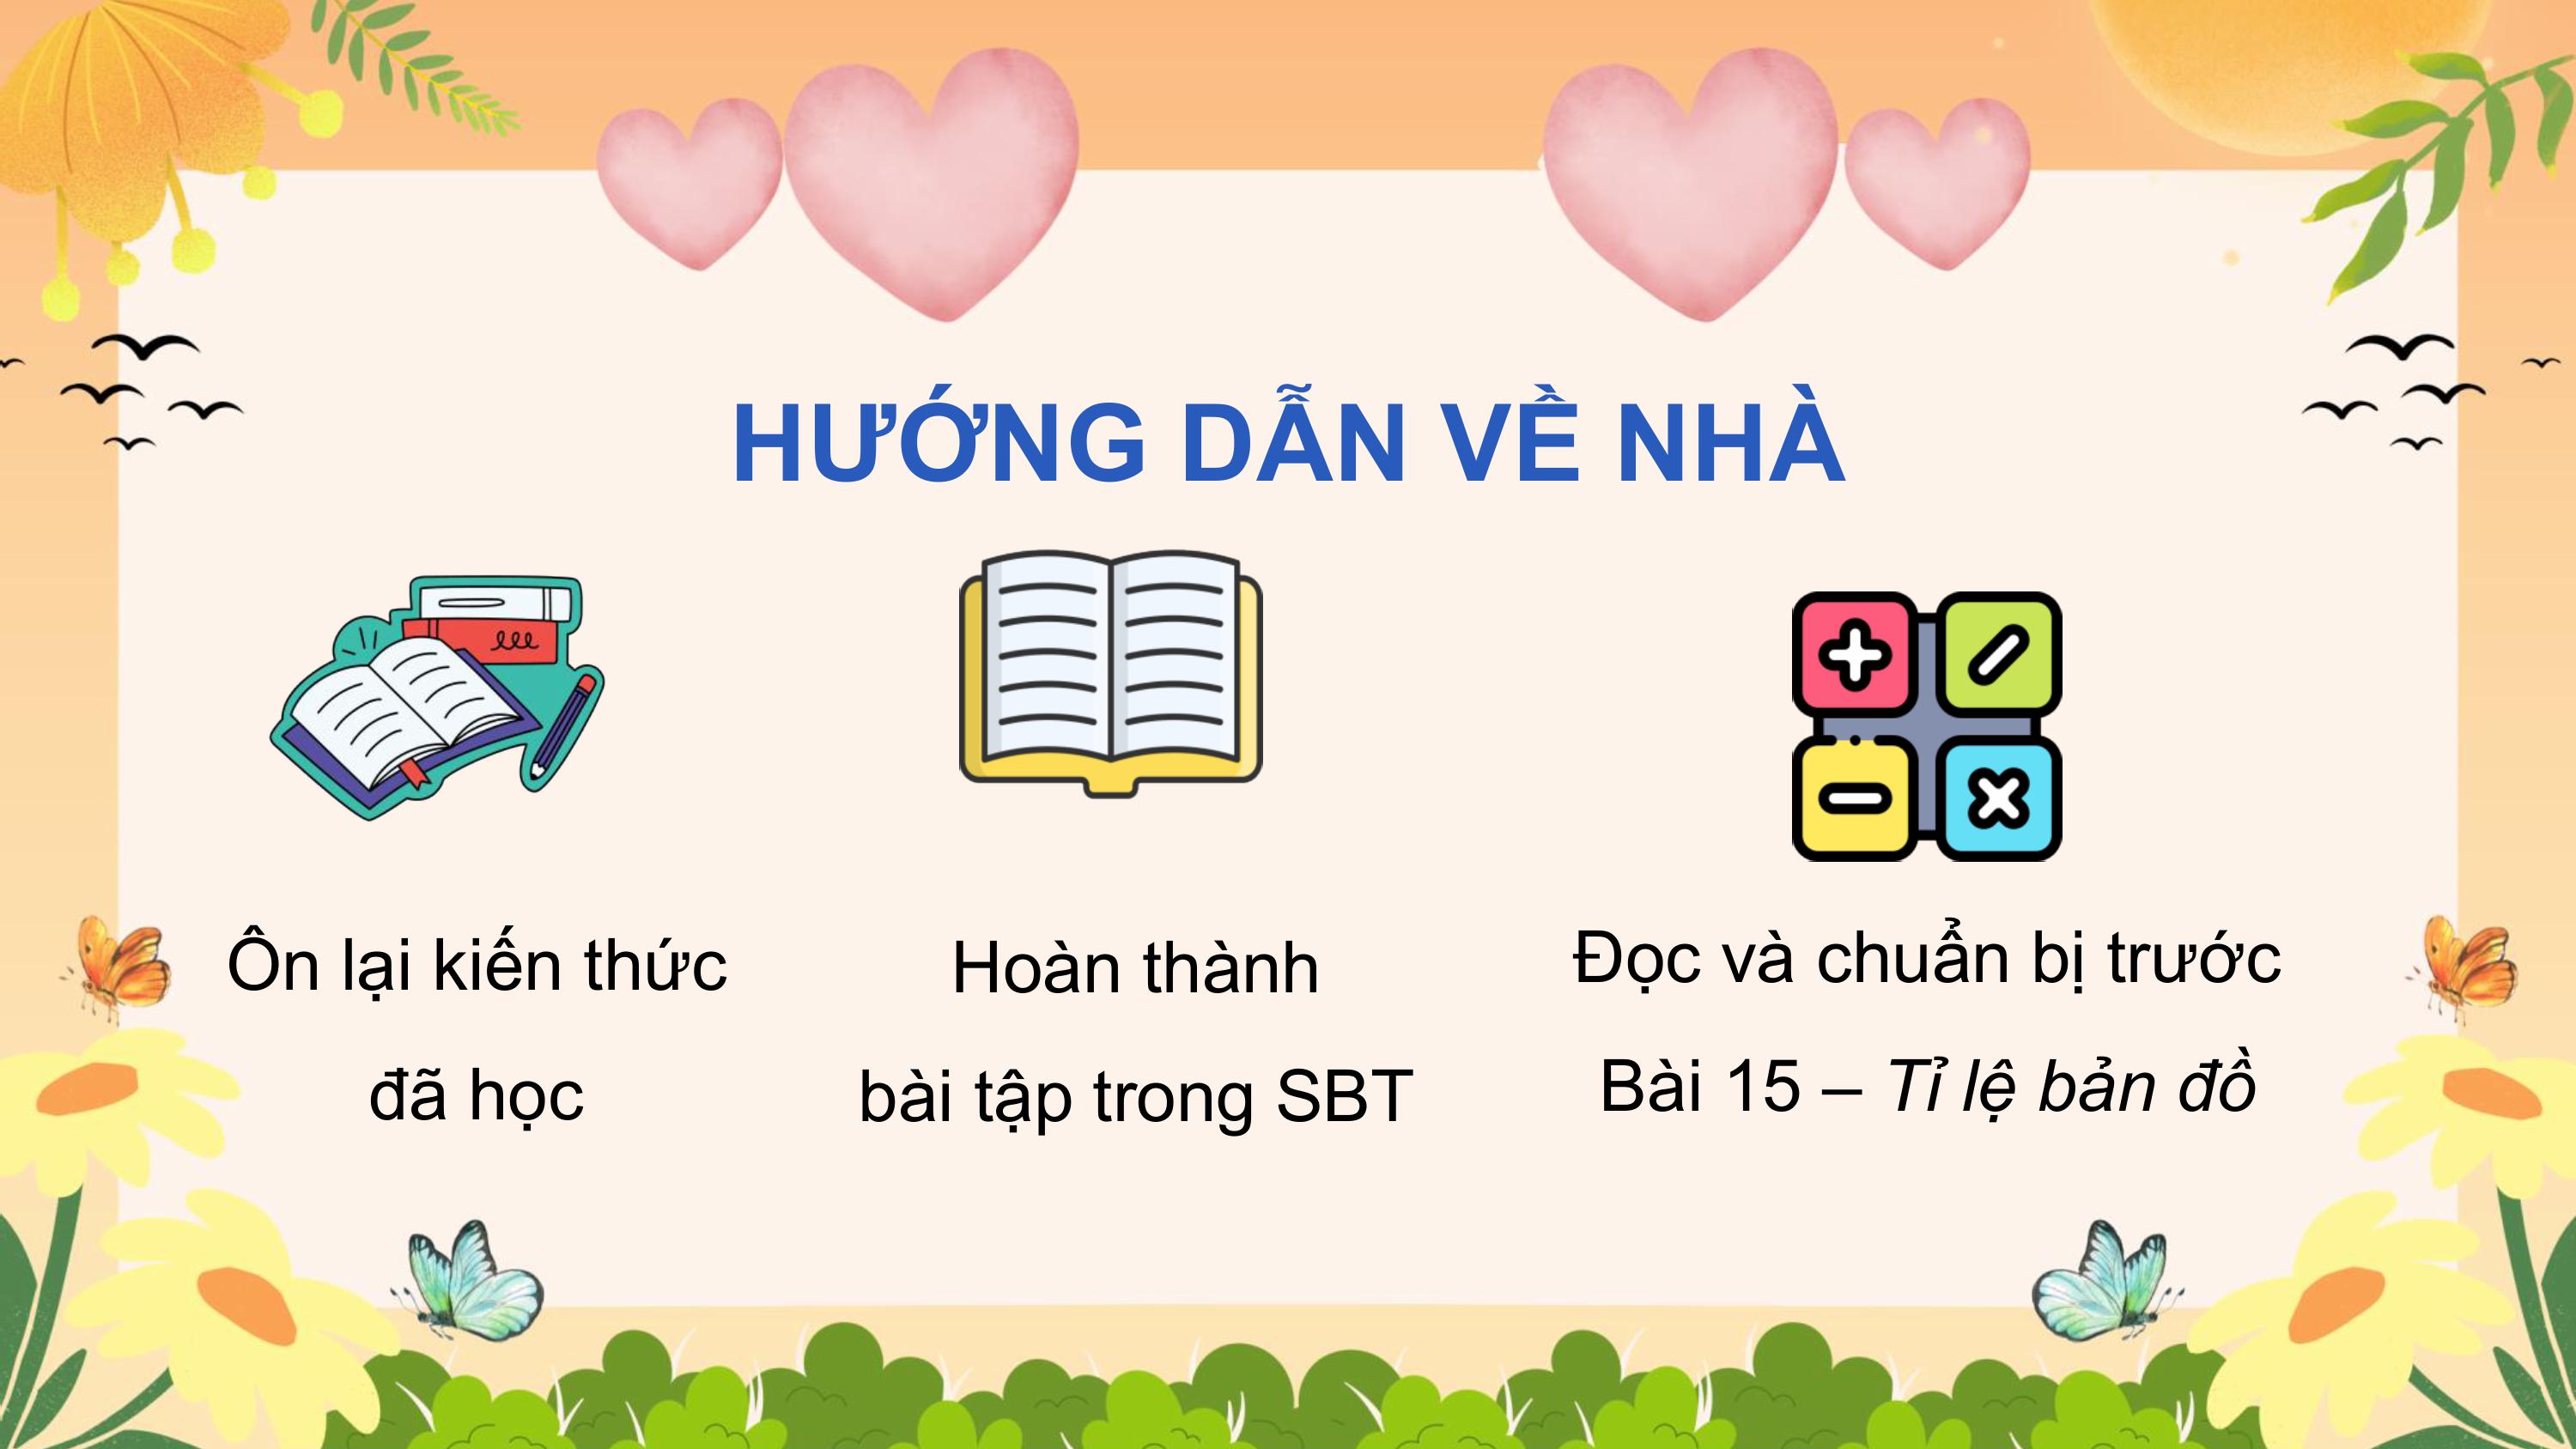 HƯỚNG DẪN VỀ NHÀ
Ôn lại kiến thức
đã học
Hoàn thành
bài tập trong SBT
Đọc và chuẩn bị trước
Bài 15 – Tỉ lệ bản đồ